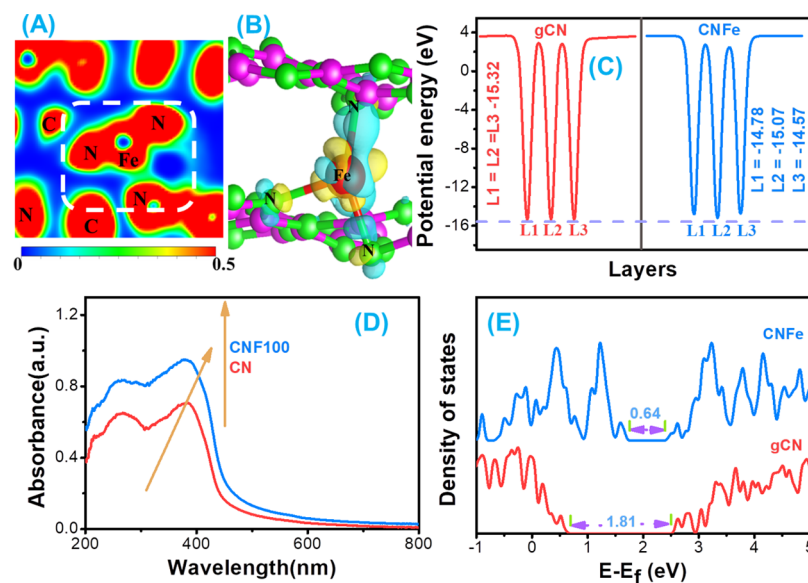 (A)
C
N
N
Fe
N
C
N
0
0.5
(B)
N
Fe
N
N
Potential energy (eV)
4
0
-4
-8
-12
-16
gCN
CNFe
(C)
L1 = L2 =L3 -15.32
L1 = -14.78
L2 = -15.07
L3 = -14.57
L1 L2 L3
L1 L2 L3
Layers
Absorbance(a.u.)
1.2
0.8
0.4
0.0
(D)
CNF100
CN
200 400 600 800
Wavelength(nm)
Density of states
(E)
CNFe
0.64
gCN
1.81
-1 0 1 2 3 4 5
E-Ef (eV)